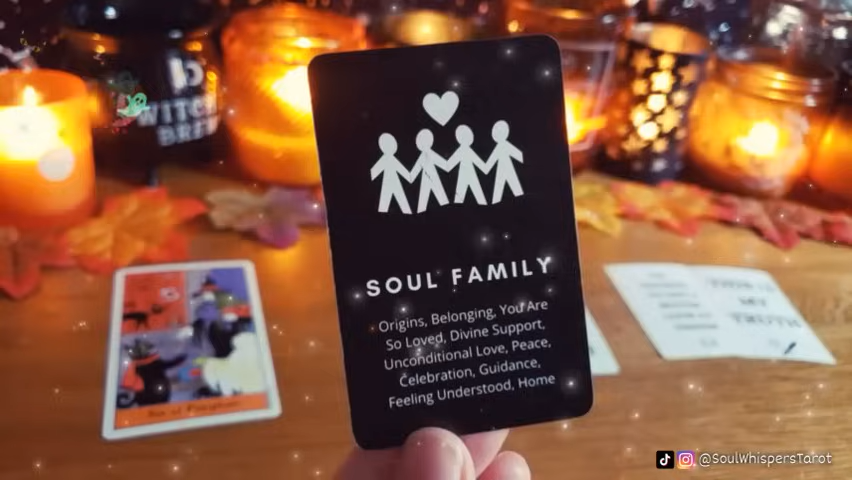 WITCH
BREW
SOUL FAMILY
Origins, Belonging, You Are
So Loved, Divine Support,
Unconditional Love, Peace,
Celebration, Guidance,
Feeling Understood, Home
THIS IS
MY
TRUTH
@SoulWhispersTarot